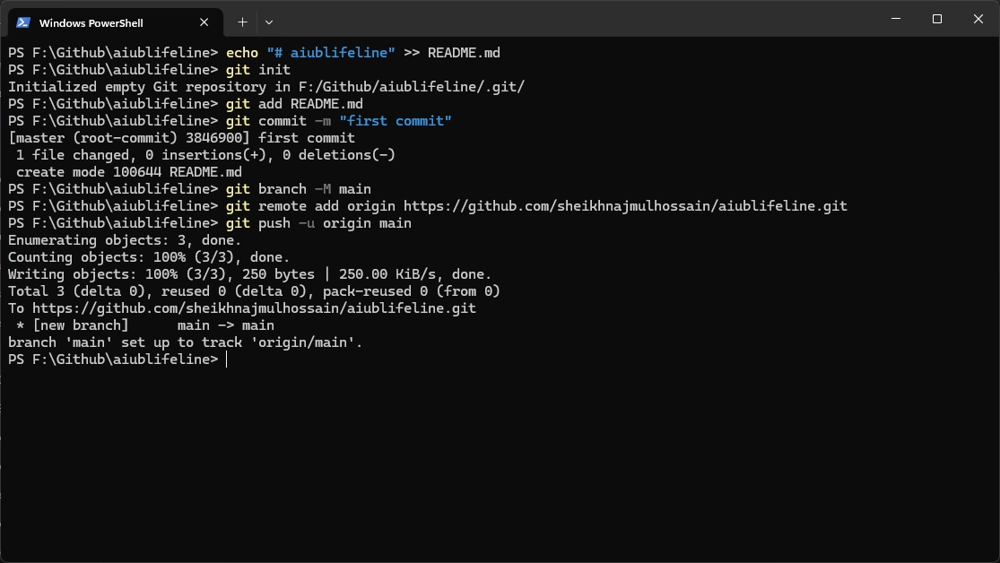 Windows PowerShell
PS F:\Github\aiublifeline> echo "# aiublifeline" >> README.md
PS F:\Github\aiublifeline> git init
Initialized empty Git repository in F:/Github/aiublifeline/.git/
PS F:\Github\aiublifeline> git add README.md
PS F:\Github\aiublifeline> git commit -m "first commit"
[master (root-commit) 3846900] first commit
 1 file changed, 0 insertions(+), 0 deletions(-)
 create mode 100644 README.md
PS F:\Github\aiublifeline> git branch -M main
PS F:\Github\aiublifeline> git remote add origin https://github.com/sheikhnajmulhossain/aiublifeline.git
PS F:\Github\aiublifeline> git push -u origin main
Enumerating objects: 3, done.
Counting objects: 100% (3/3), done.
Writing objects: 100% (3/3), 250 bytes | 250.00 KiB/s, done.
Total 3 (delta 0), reused 0 (delta 0), pack-reused 0 (from 0)
To https://github.com/sheikhnajmulhossain/aiublifeline.git
 * [new branch]      main -> main
branch 'main' set up to track 'origin/main'.
PS F:\Github\aiublifeline>